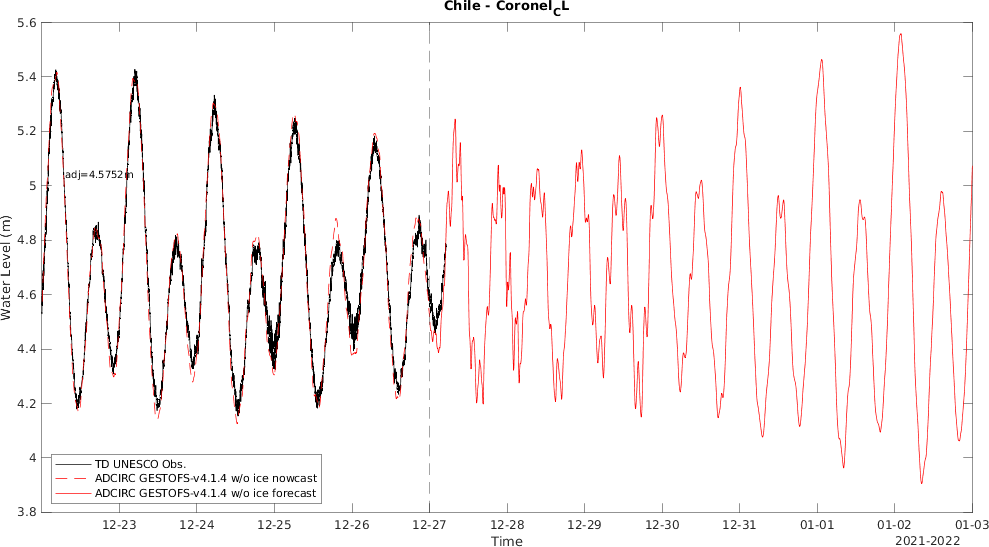 Chile - Coronel_CL
5.6
5.4
5.2
5
4.8
4.6
4.4
4.2
4
3.8
Water Level (m)
adj=4.5752m
TD UNESCO Obs.
ADCIRC GESTOFS-v4.1.4 w/o ice nowcast
ADCIRC GESTOFS-v4.1.4 w/o ice forecast
12-23 12-24 12-25 12-26 12-27 12-28 12-29 12-30 12-31 01-01 01-02 01-03
Time
2021-2022